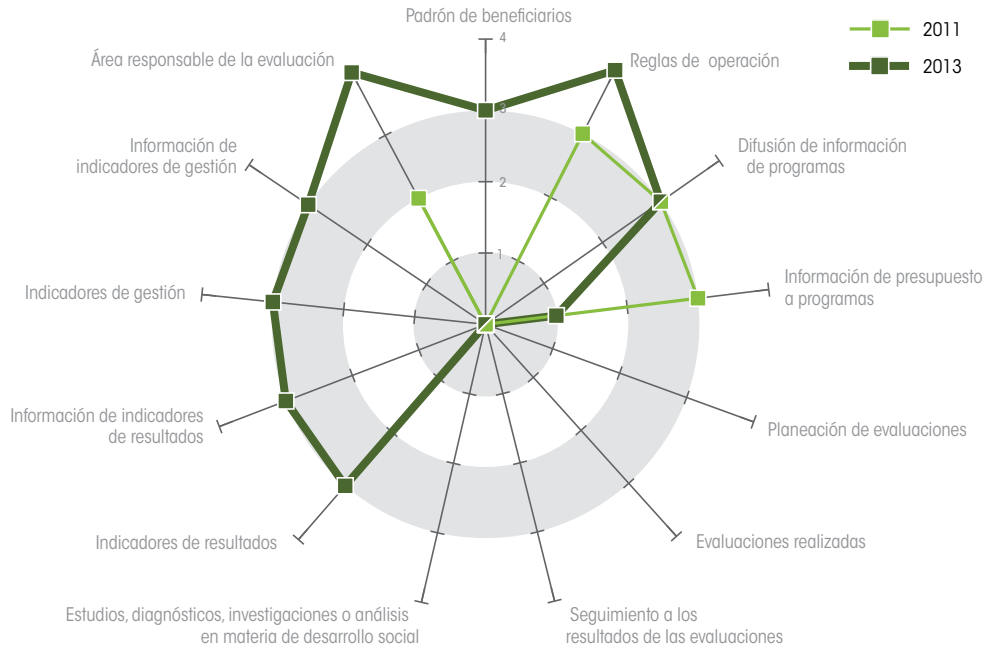 Padrón de beneficiarios
4
3
2
1
2011
2013
Reglas de operación
Difusión de información
de programas
Información de presupuesto
a programas
Planeación de evaluaciones
Evaluaciones realizadas
Seguimiento a los
resultados de las evaluaciones
Estudios, diagnósticos, investigaciones o análisis
en materia de desarrollo social
Indicadores de resultados
Información de indicadores
de resultados
Indicadores de gestión
Información de
indicadores de gestión
Área responsable de la evaluación